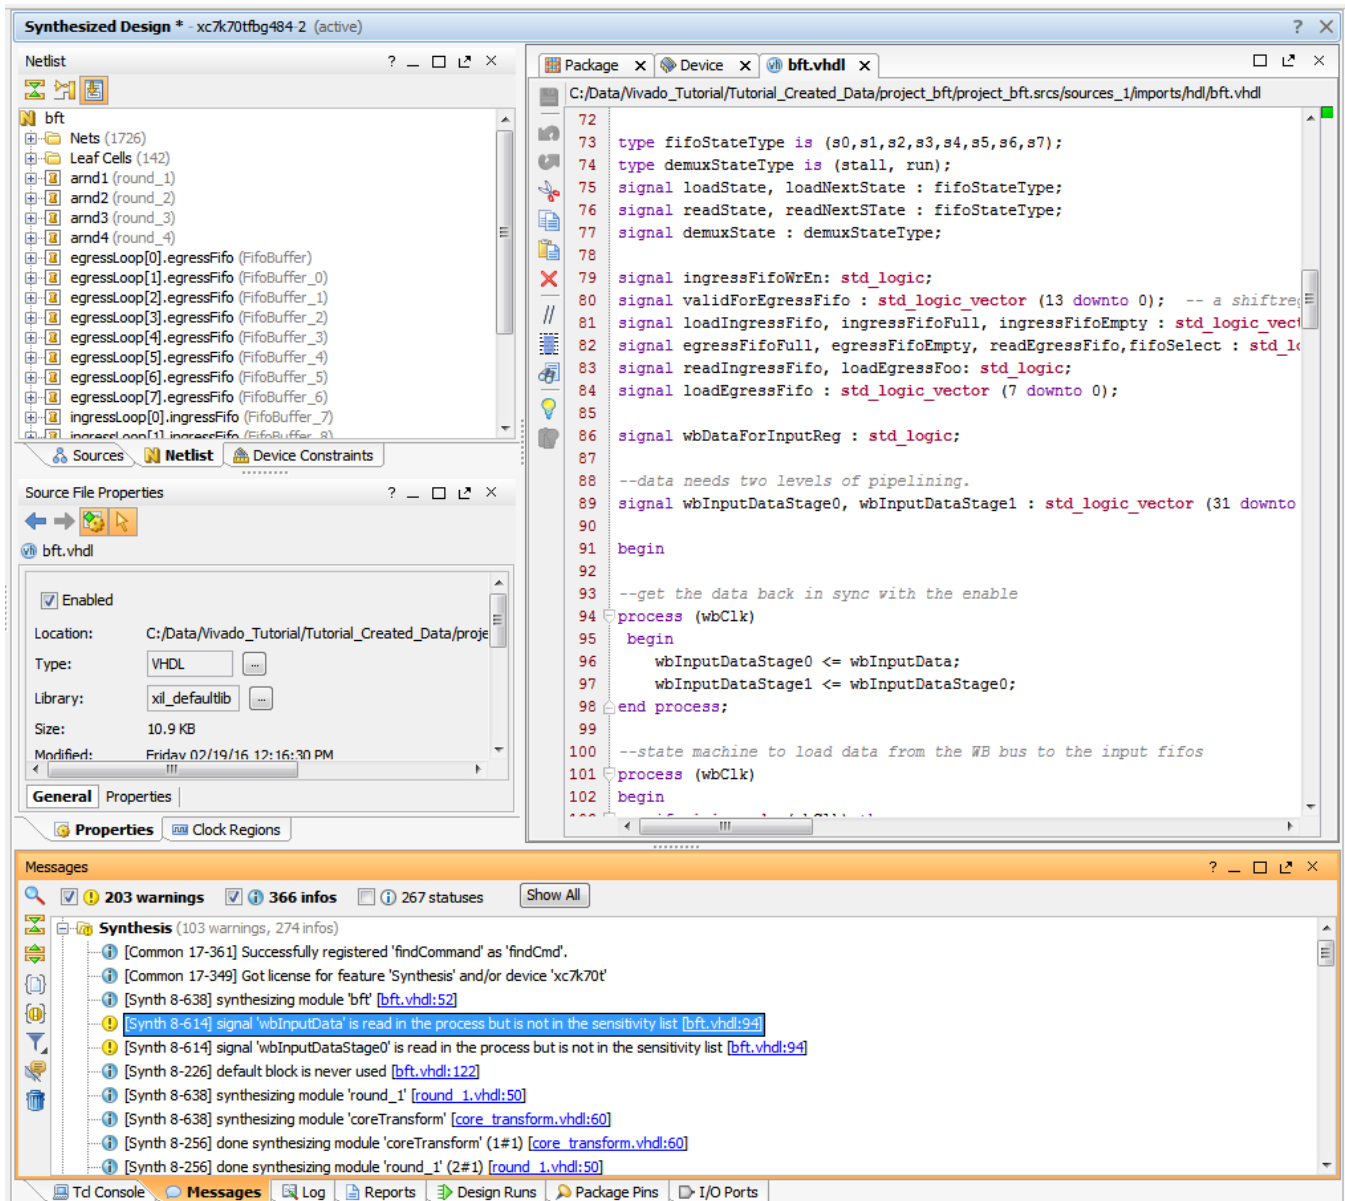 Synthesized Design * - xc7k70tfbg484-2 (active)
Netlist
bft
Nets (1726)
Leaf Cells (142)
arnd1 (round_1)
arnd2 (round_2)
arnd3 (round_3)
arnd4 (round_4)
egressLoop[0].egressFifo (FifoBuffer)
egressLoop[1].egressFifo (FifoBuffer_0)
egressLoop[2].egressFifo (FifoBuffer_1)
egressLoop[3].egressFifo (FifoBuffer_2)
egressLoop[4].egressFifo (FifoBuffer_3)
egressLoop[5].egressFifo (FifoBuffer_4)
egressLoop[6].egressFifo (FifoBuffer_5)
egressLoop[7].egressFifo (FifoBuffer_6)
ingressLoop[0].ingressFifo (FifoBuffer_7)
ingressLoop[1].ingressFifo (FifoBuffer_8)
Sources Netlist Device Constraints
Source File Properties
bft.vhdl
Enabled
Location: C:/Data/Vivado_Tutorial/Tutorial_Created_Data/proje
Type: VHDL ...
Library: xil_defaultlib ...
Size: 10.9 KB
Modified: Friday 02/19/16 12:16:30 PM
General Properties
Properties Clock Regions
Package Device bft.vhdl
C:/Data/Vivado_Tutorial/Tutorial_Created_Data/project_bft/project_bft.srcs/sources_1/imports/hdl/bft.vhdl
72
73 type fifoStateType is (s0,s1,s2,s3,s4,s5,s6,s7);
74 type demuxStateType is (stall, run);
75 signal loadState, loadNextState : fifoStateType;
76 signal readState, readNextSTate : fifoStateType;
77 signal demuxState : demuxStateType;
78
79 signal ingressFifoWrEn: std_logic;
80 signal validForEgressFifo : std_logic_vector (13 downto 0); -- a shiftreg
81 signal loadIngressFifo, ingressFifoFull, ingressFifoEmpty : std_logic_vect
82 signal egressFifoFull, egressFifoEmpty, readEgressFifo,fifoSelect : std_lo
83 signal readIngressFifo, loadEgressFoo: std_logic;
84 signal loadEgressFifo : std_logic_vector (7 downto 0);
85
86 signal wbDataForInputReg : std_logic;
87
88 --data needs two levels of pipelining.
89 signal wbInputDataStage0, wbInputDataStage1 : std_logic_vector (31 downto
90
91 begin
92
93 --get the data back in sync with the enable
94 process (wbClk)
95 begin
96 wbInputDataStage0 <= wbInputData;
97 wbInputDataStage1 <= wbInputDataStage0;
98 end process;
99
100 --state machine to load data from the WB bus to the input fifos
101 process (wbClk)
102 begin
Messages
203 warnings 366 infos 267 statuses Show All
Synthesis (103 warnings, 274 infos)
[Common 17-361] Successfully registered 'findCommand' as 'findCmd'.
[Common 17-349] Got license for feature 'Synthesis' and/or device 'xc7k70t'
[Synth 8-638] synthesizing module 'bft' [bft.vhdl:52]
[Synth 8-614] signal 'wbInputData' is read in the process but is not in the sensitivity list [bft.vhdl:94]
[Synth 8-614] signal 'wbInputDataStage0' is read in the process but is not in the sensitivity list [bft.vhdl:94]
[Synth 8-226] default block is never used [bft.vhdl:122]
[Synth 8-638] synthesizing module 'round_1' [round_1.vhdl:50]
[Synth 8-638] synthesizing module 'coreTransform' [core_transform.vhdl:60]
[Synth 8-256] done synthesizing module 'coreTransform' (1#1) [core_transform.vhdl:60]
[Synth 8-256] done synthesizing module 'round_1' (2#1) [round_1.vhdl:50]
Tcl Console Messages Log Reports Design Runs Package Pins I/O Ports